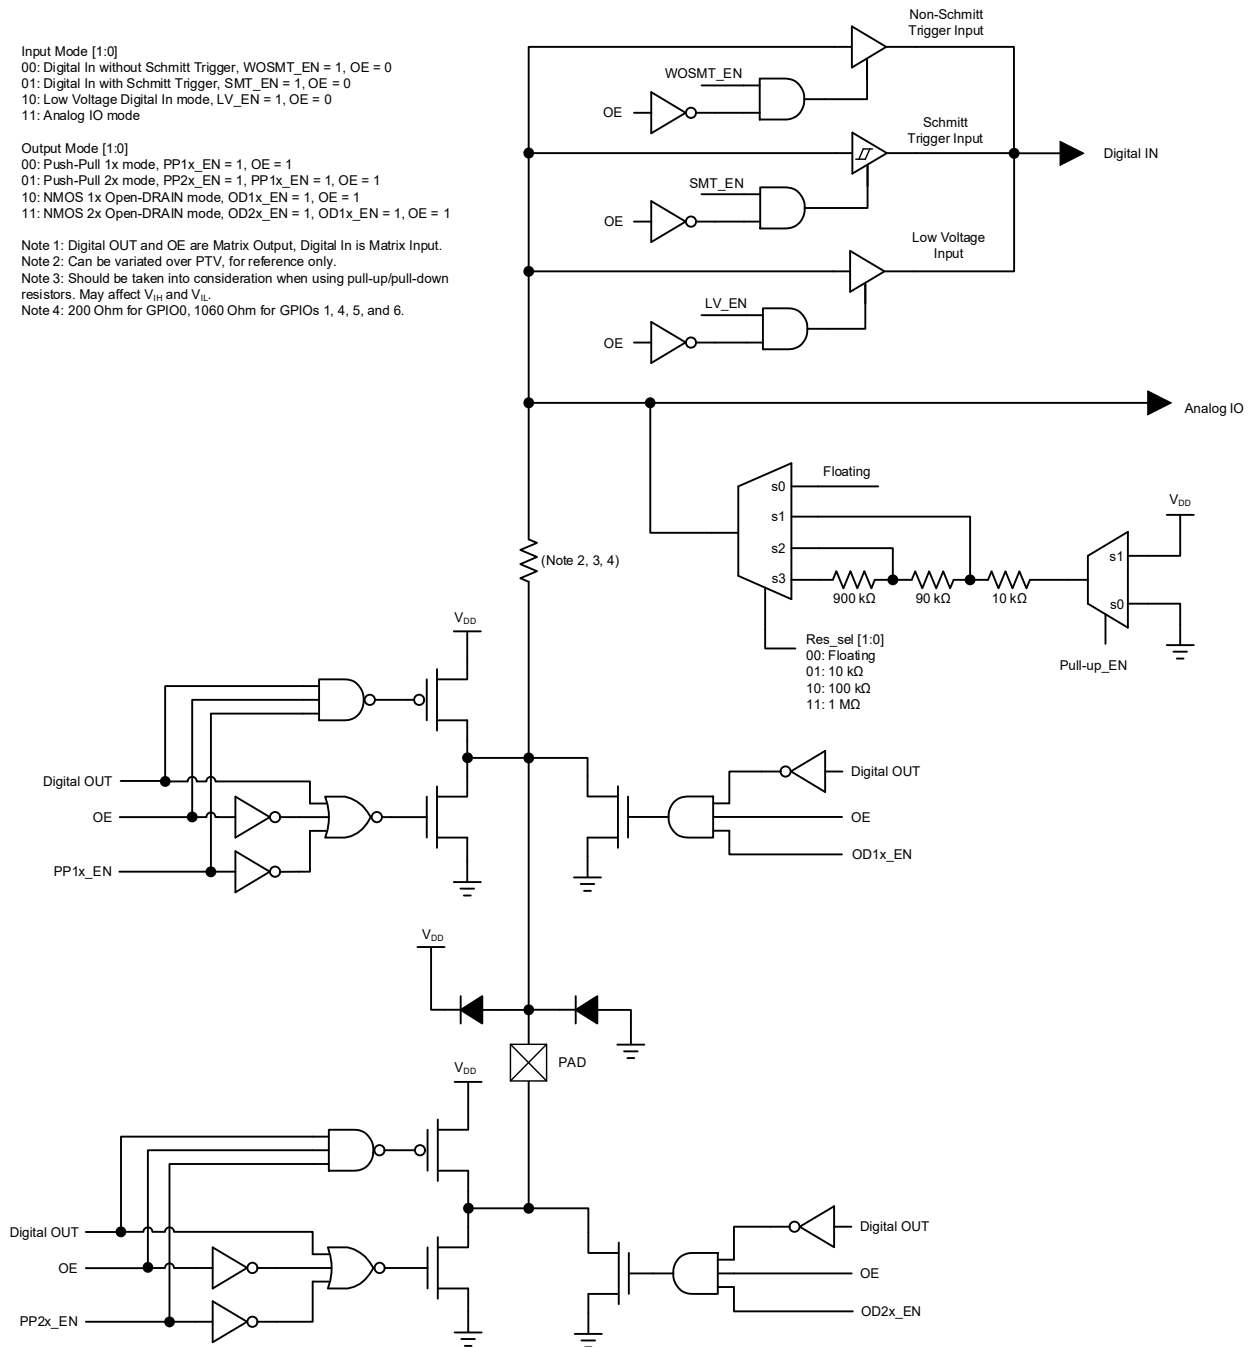 Input Mode [1:0]
00: Digital In without Schmitt Trigger, WOSMT_EN = 1, OE = 0
01: Digital In with Schmitt Trigger, SMT_EN = 1, OE = 0
10: Low Voltage Digital In mode, LV_EN = 1, OE = 0
11: Analog IO mode
Output Mode [1:0]
00: Push-Pull 1x mode, PP1x_EN = 1, OE = 1
01: Push-Pull 2x mode, PP2x_EN = 1, PP1x_EN = 1, OE = 1
10: NMOS 1x Open-DRAIN mode, OD1x_EN = 1, OE = 1
11: NMOS 2x Open-DRAIN mode, OD2x_EN = 1, OD1x_EN = 1, OE = 1
Note 1: Digital OUT and OE are Matrix Output, Digital In is Matrix Input.
Note 2: Can be variated over PTV, for reference only.
Note 3: Should be taken into consideration when using pull-up/pull-down
resistors. May affect VIH and VIL.
Note 4: 200 Ohm for GPIO0, 1060 Ohm for GPIOs 1, 4, 5, and 6.
Non-Schmitt
Trigger Input
WOSMT_EN
OE
Schmitt
Trigger Input
Digital IN
SMT_EN
OE
Low Voltage
Input
LV_EN
OE
Analog IO
Floating
s0
s1
s2
s3
900 kΩ
90 kΩ
10 kΩ
VDD
s1
s0
Pull-up_EN
(Note 2, 3, 4)
Res_sel [1:0]
00: Floating
01: 10 kΩ
10: 100 kΩ
11: 1 MΩ
VDD
Digital OUT
OE
PP1x_EN
Digital OUT
OE
OD1x_EN
VDD
PAD
VDD
Digital OUT
OE
PP2x_EN
Digital OUT
OE
OD2x_EN